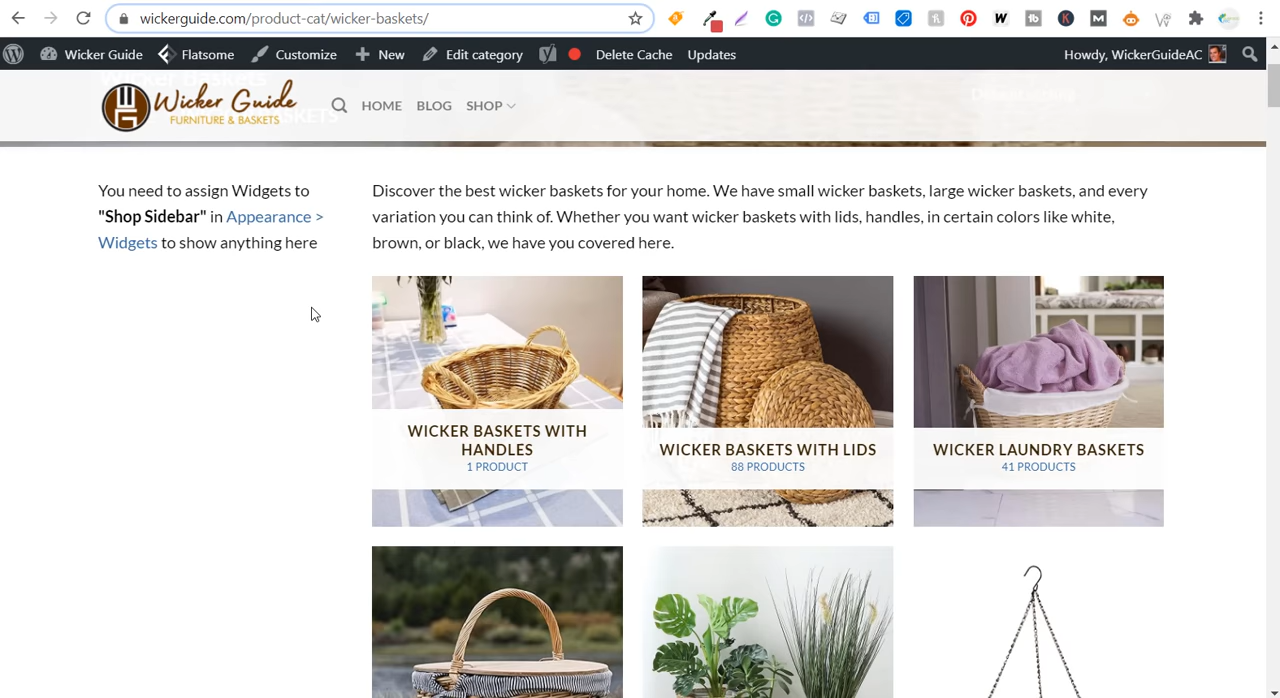 wickerguide.com/product-cat/wicker-baskets/
Wicker Guide
Flatsome
Customize
New
Edit category
Delete Cache
Updates
Howdy, WickerGuideAC
Wicker Baskets
Wicker Guide
FURNITURE & BASKETS
HOME
BLOG
SHOP
You need to assign Widgets to
"Shop Sidebar" in Appearance >
Widgets to show anything here
Discover the best wicker baskets for your home. We have small wicker baskets, large wicker baskets, and every
variation you can think of. Whether you want wicker baskets with lids, handles, in certain colors like white,
brown, or black, we have you covered here.
WICKER BASKETS WITH
HANDLES
1 PRODUCT
WICKER BASKETS WITH LIDS
88 PRODUCTS
WICKER LAUNDRY BASKETS
41 PRODUCTS